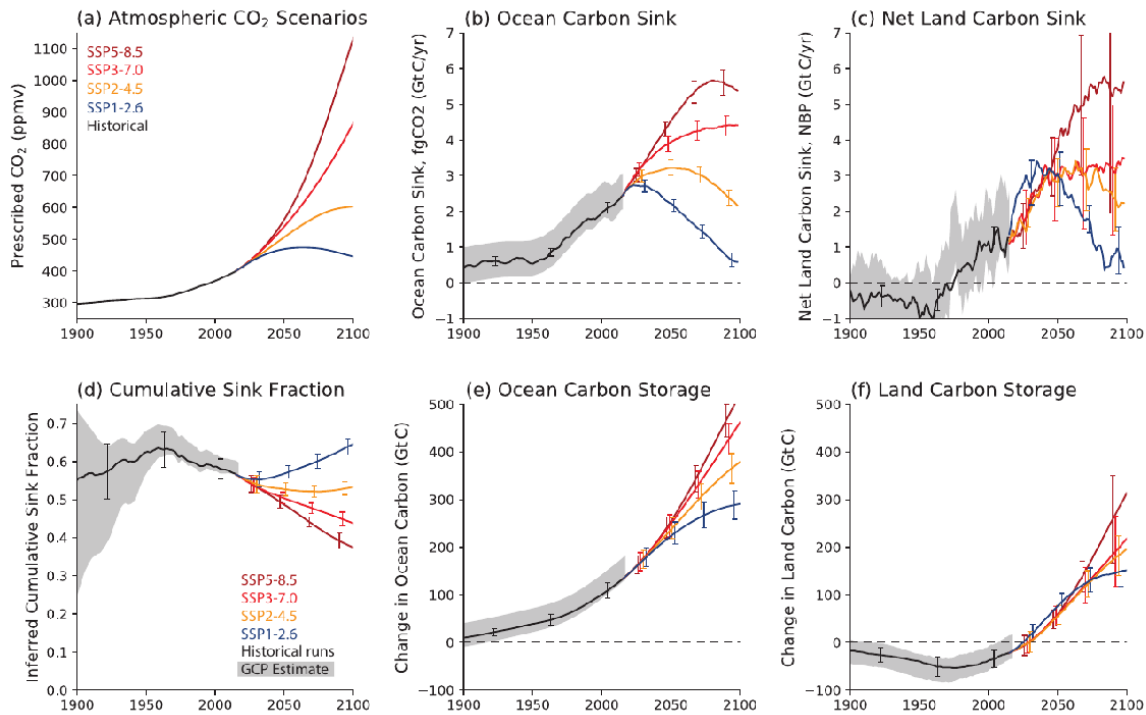 (a) Atmospheric CO₂ Scenarios
Prescribed CO₂ (ppmv)
1100
1000
900
800
700
600
500
400
300
SSP5-8.5
SSP3-7.0
SSP2-4.5
SSP1-2.6
Historical
1900 1950 2000 2050 2100
(b) Ocean Carbon Sink
Ocean Carbon Sink, fgCO2 (GtC/yr)
7
6
5
4
3
2
1
0
−1
1900 1950 2000 2050 2100
(c) Net Land Carbon Sink
Net Land Carbon Sink, NBP (GtC/yr)
7
6
5
4
3
2
1
0
−1
1900 1950 2000 2050 2100
(d) Cumulative Sink Fraction
Inferred Cumulative Sink Fraction
0.7
0.6
0.5
0.4
0.3
0.2
0.1
0.0
SSP5-8.5
SSP3-7.0
SSP2-4.5
SSP1-2.6
Historical runs
GCP Estimate
1900 1950 2000 2050 2100
(e) Ocean Carbon Storage
Change in Ocean Carbon (GtC)
500
400
300
200
100
0
−100
1900 1950 2000 2050 2100
(f) Land Carbon Storage
Change in Land Carbon (GtC)
500
400
300
200
100
0
−100
1900 1950 2000 2050 2100